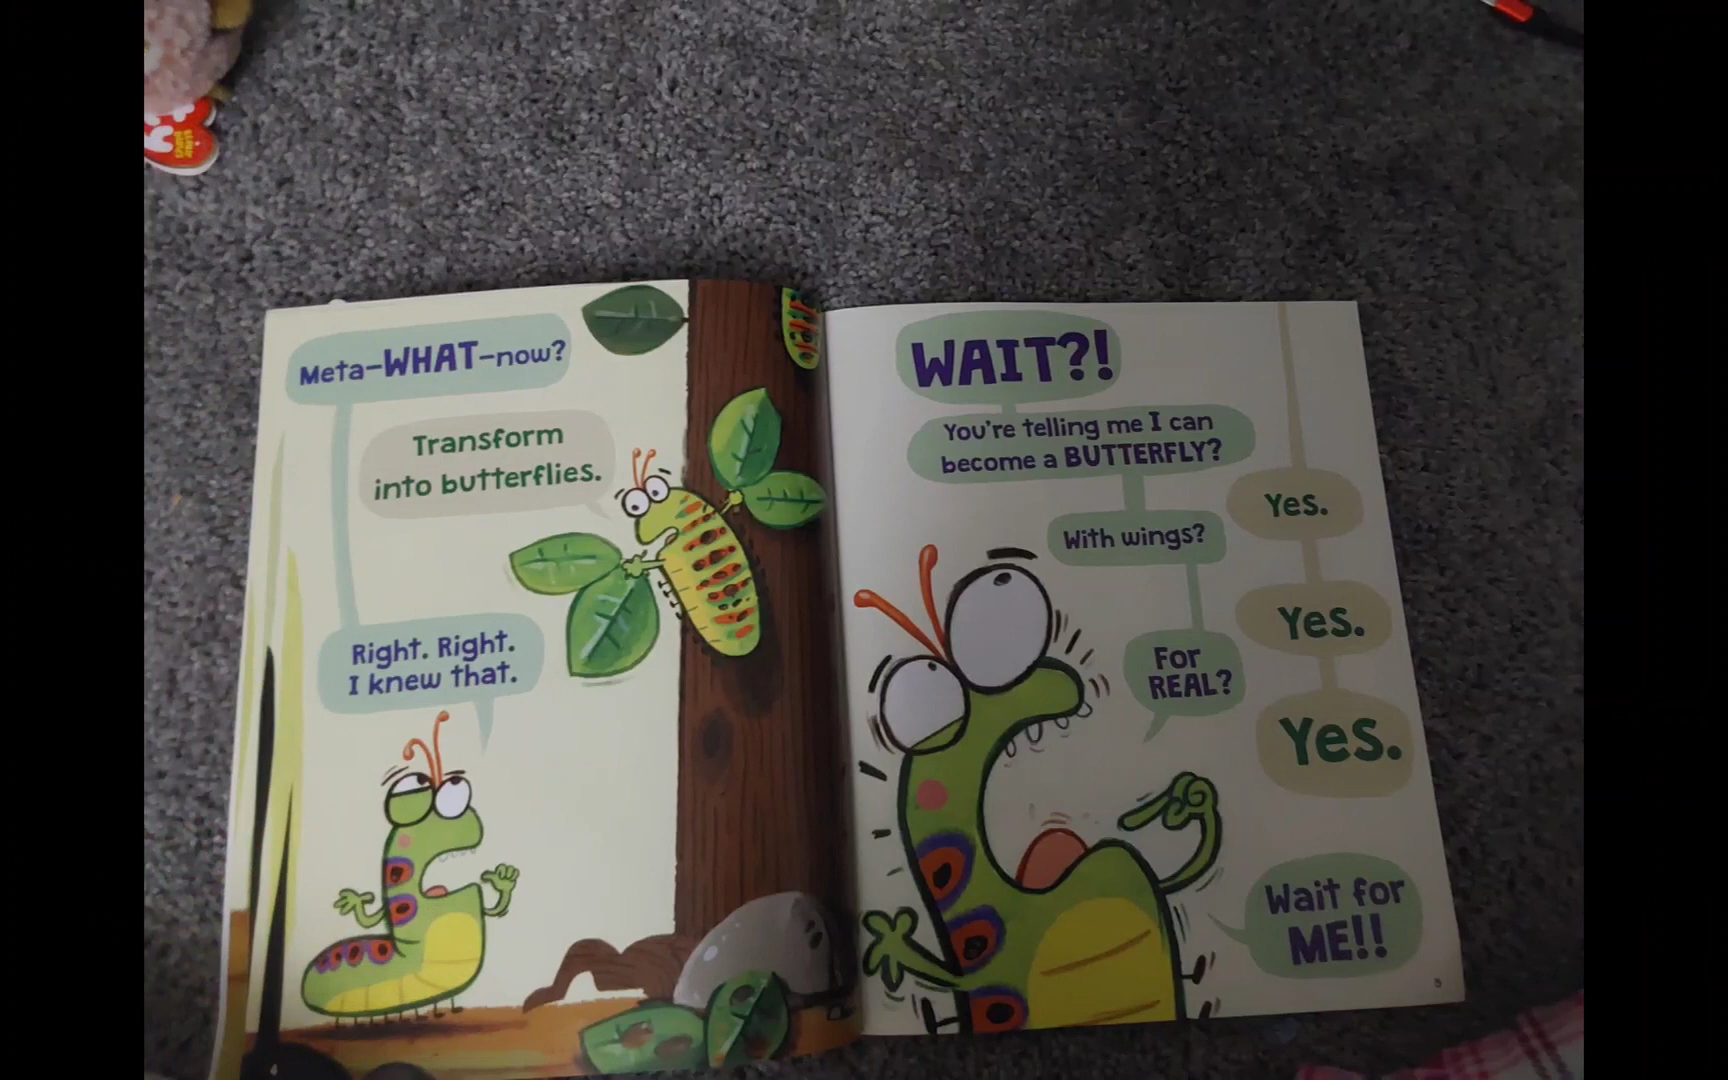 Meta-WHAT-now?
Transform
into butterflies.
Right. Right.
I knew that.
WAIT?!
You're telling me I can
become a BUTTERFLY?
Yes.
With wings?
Yes.
For
REAL?
Yes.
Wait for
ME!!